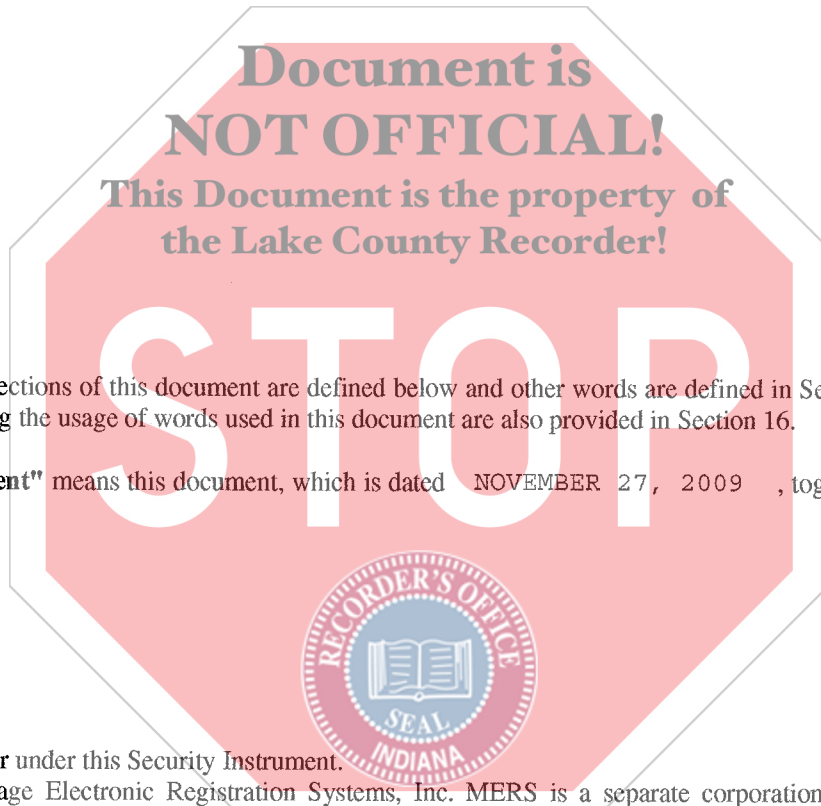 Document is
NOT OFFICIAL!
This Document is the property of
the Lake County Recorder!
STOP
ections of this document are defined below and other words are defined in Se
g the usage of words used in this document are also provided in Section 16.
ent" means this document, which is dated NOVEMBER 27, 2009 , tog
RECORDER'S OFFICE
SEAL
INDIANA
r under this Security Instrument.
age Electronic Registration Systems, Inc. MERS is a separate corporation